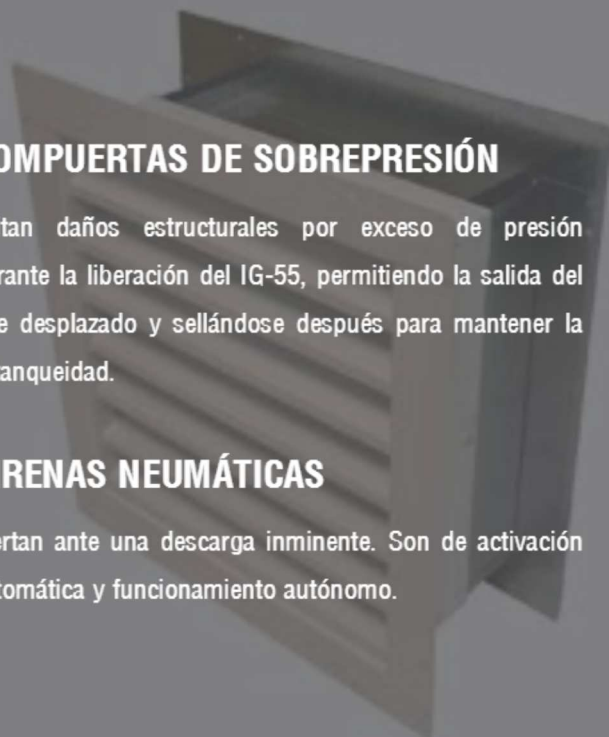 OMPUERTAS DE SOBREPRESIÓN
tan daños estructurales por exceso de presión
rante la liberación del IG-55, permitiendo la salida del
e desplazado y sellándose después para mantener la
tanqueidad.
RENAS NEUMÁTICAS
ertan ante una descarga inminente. Son de activación
tomática y funcionamiento autónomo.